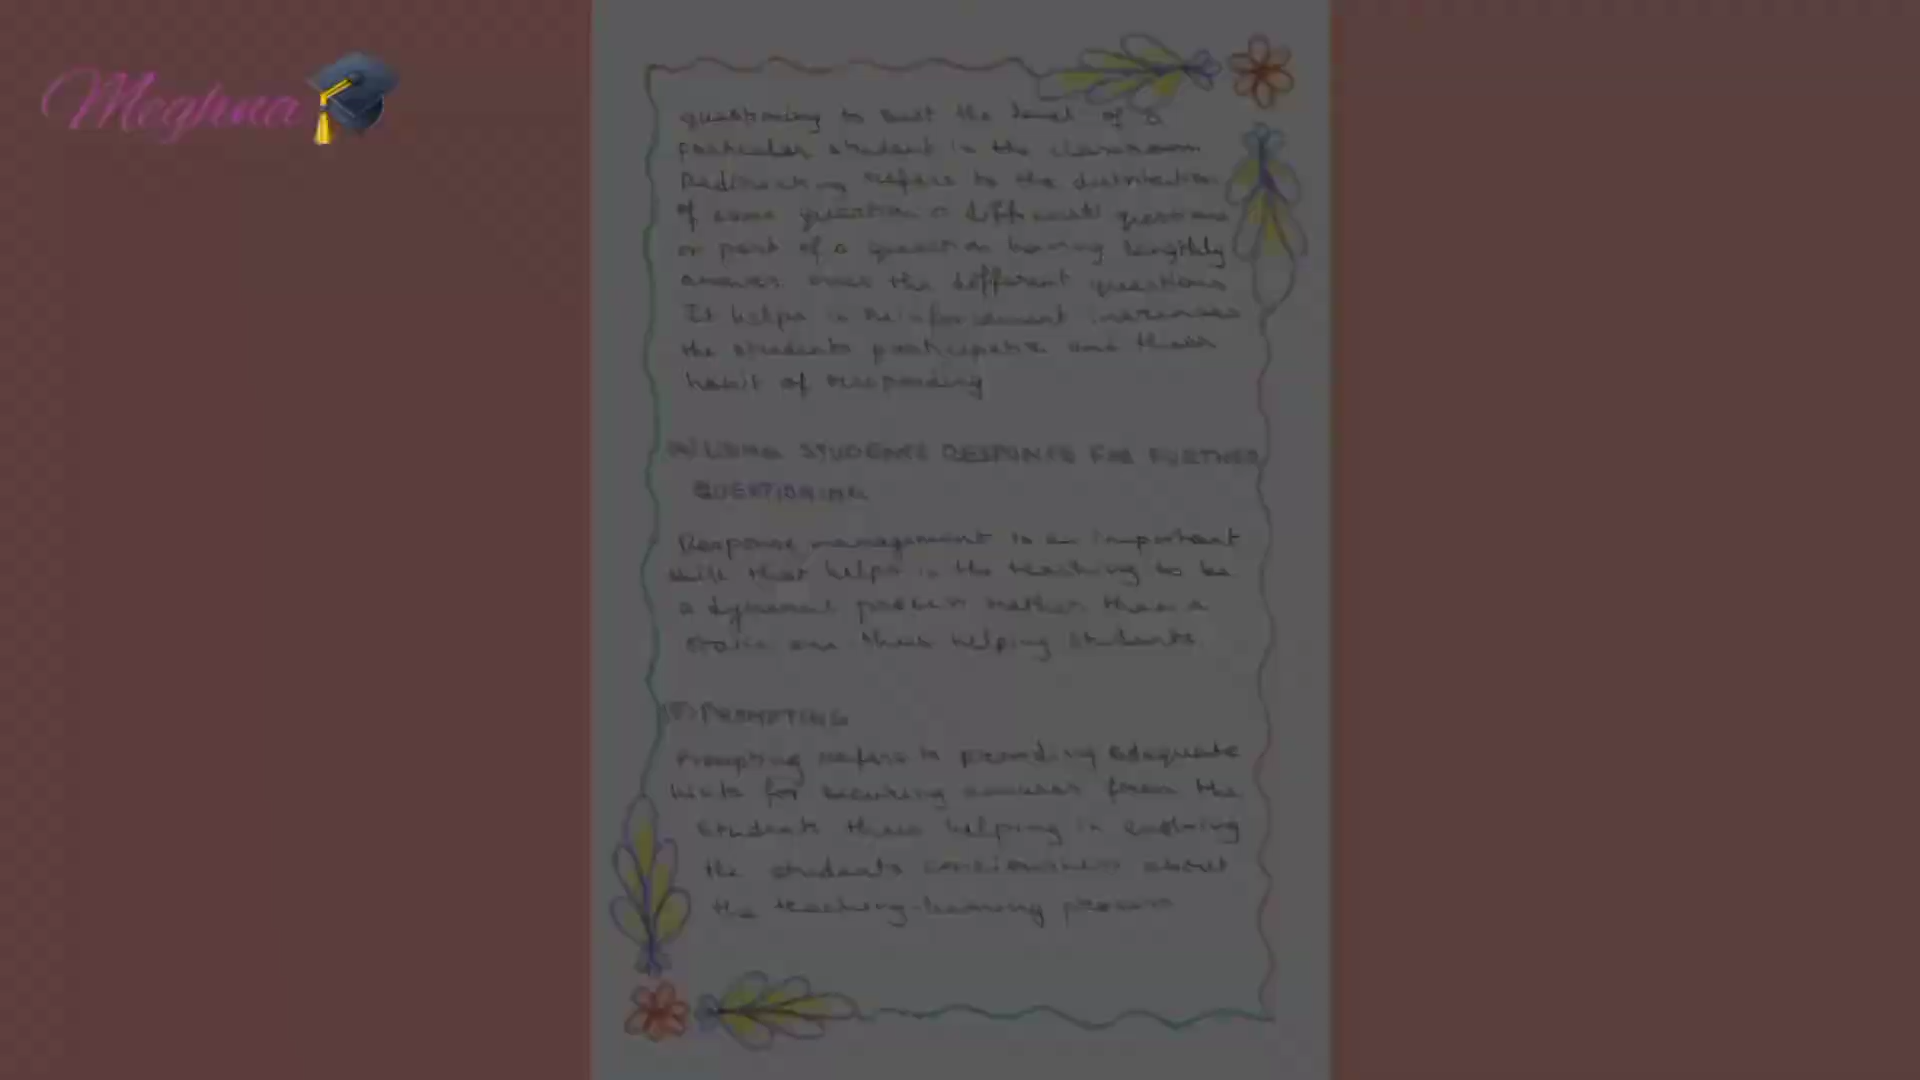 Meghna
questioning to suit the level of a
particular student in the classroom
Redirecting refers to the distribution
of same question or different questions
or part of a question having lengthly
answer over the different questions
It helps in reinforcement increases
the students participate and their
habit of responding
USING STUDENTS RESPONSE FOR FURTHER
QUESTIONING
Response management is an important
skill that helps in the teaching to be
a dynamic process rather than a
static one thus helping students
PROMPTING
Prompting refers to providing adequate
hints for securing answers from the
students thus helping in evolving
the students consciousness about
the teaching-learning process